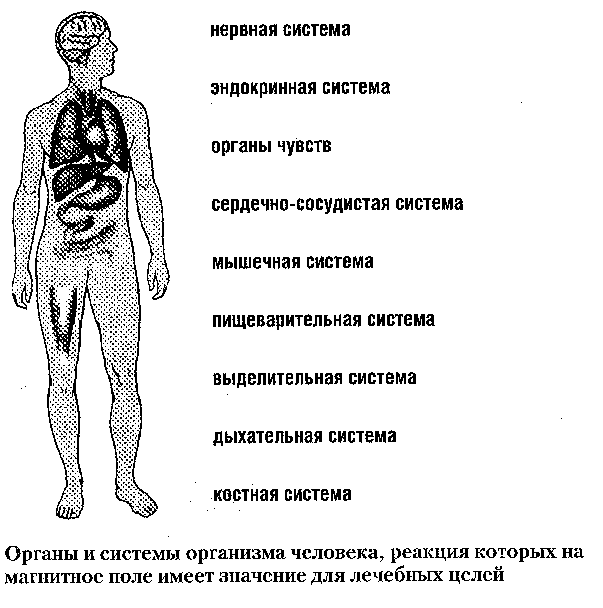 нервная система
эндокринная система
органы чувств
сердечно-сосудистая система
мышечная система
пищеварительная система
выделительная система
дыхательная система
костная система
Органы и системы организма человека, реакция которых на
магнитное поле имеет значение для лечебных целей